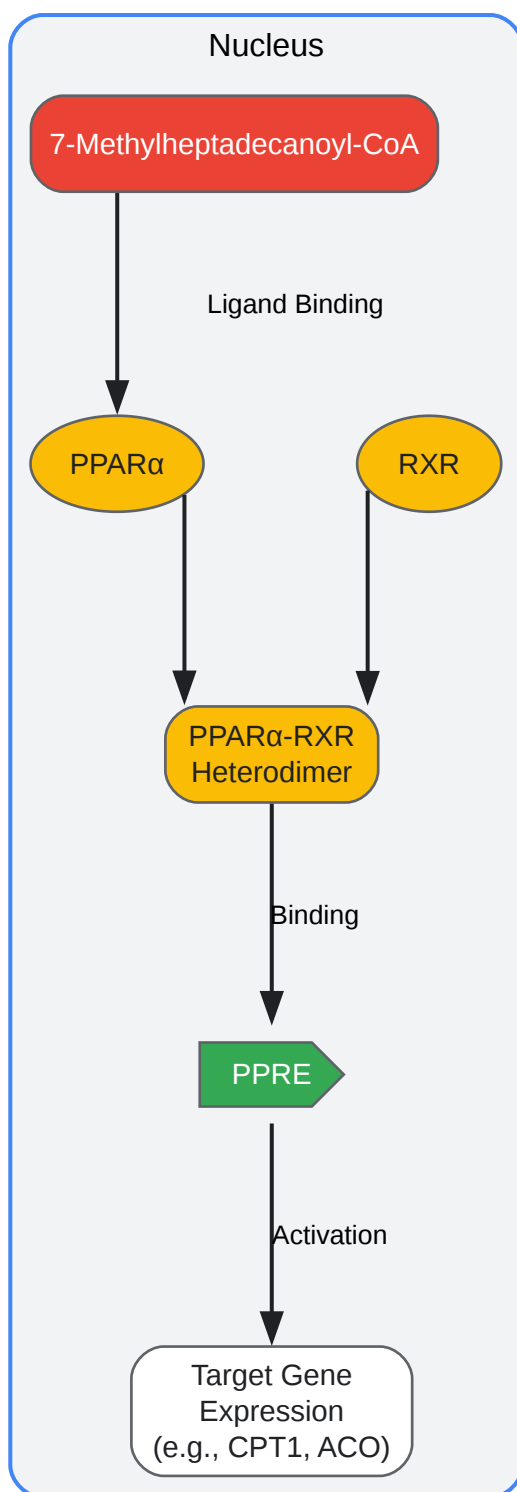 Nucleus
7-Methylheptadecanoyl-CoA
Ligand Binding
PPARα
RXR
PPARα-RXR
Heterodimer
Binding
PPRE
Activation
Target Gene
Expression
(e.g., CPT1, ACO)